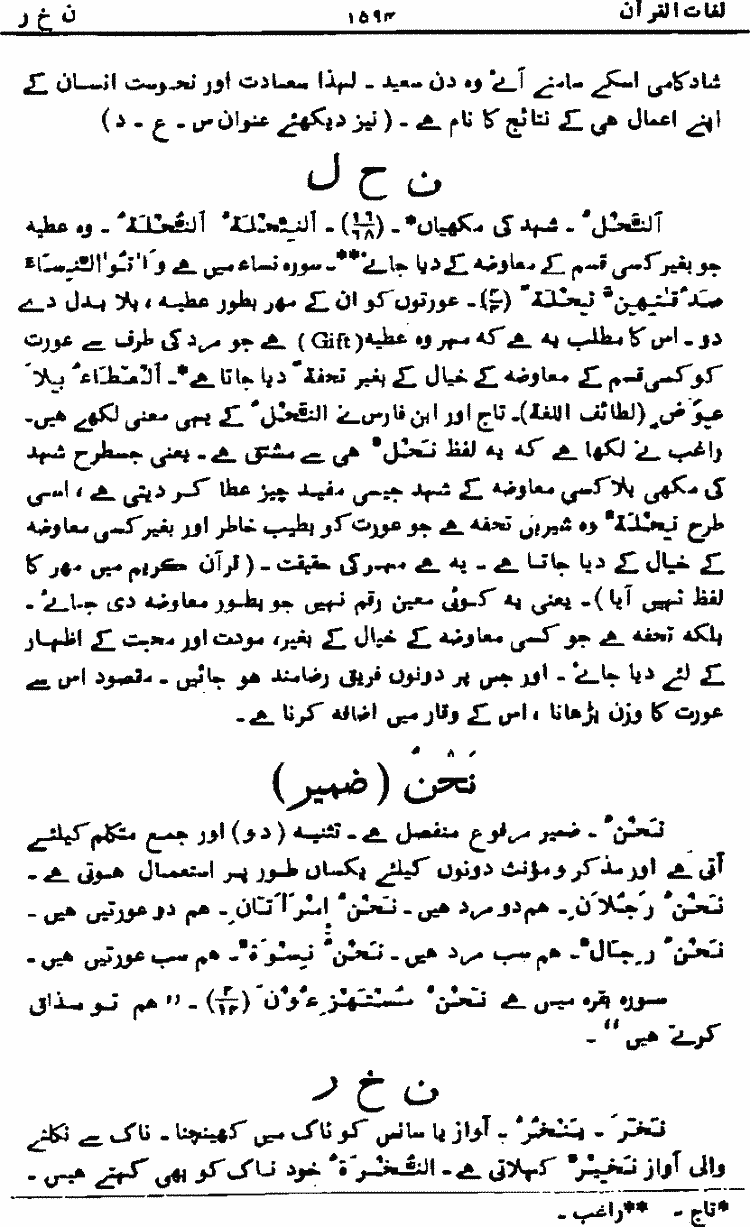 لغات القرآن ۱۵۹۴ ن خ ر
شادکامی اسکے سامنے آئے وہ دن سعید ۔ لہذا سعادت اور نحوست انسان کے
اپنے اعمال ہی کے نتائج کا نام ہے ۔ (نیز دیکھئے عنوان س ۔ ع ۔ د)
ن ح ل
اَلنَّحْلُ ۔ شہد کی مکھیاں* ۔ (۱۶/۶۸) ۔ اَلنِّحْلَةُ اَلنُّحْلَةُ ۔ وہ عطیہ
جو بغیر کسی قسم کے معاوضہ کے دیا جائے** ۔ سورہ نساء میں ہے وَاٰتُوا النِّسَآءَ
صَدُقٰتِهِنَّ نِحْلَةً (۴/۴) ۔ عورتوں کو ان کے مہر بطور عطیہ ، بلا بدل دے
دو ۔ اس کا مطلب یہ ہے کہ مہر وہ عطیہ (Gift) ہے جو مرد کی طرف سے عورت
کو کسی قسم کے معاوضہ کے خیال کے بغیر تحفۃً دیا جاتا ہے* ۔ اَلْعَطَاءُ بِلَا
عِوَضٍ (لطائف اللغة) ۔ تاج اور ابن فارس نے النَّحْلُ کے یہی معنی لکھے ہیں ۔
راغب نے لکھا ہے کہ یہ لفظ نَحْلٌ ہی سے مشتق ہے ۔ یعنی جسطرح شہد
کی مکھی بلا کسی معاوضہ کے شہد جیسی مفید چیز عطا کر دیتی ہے ، اسی
طرح نِحْلَةٌ وہ شیریں تحفہ ہے جو عورت کو بطیب خاطر اور بغیر کسی معاوضہ
کے خیال کے دیا جاتا ہے ۔ یہ ہے مہر کی حقیقت ۔ (قرآن کریم میں مہر کا
لفظ نہیں آیا) ۔ یعنی یہ کوئی معین رقم نہیں جو بطور معاوضہ دی جائے ۔
بلکہ تحفہ ہے جو کسی معاوضہ کے خیال کے بغیر، مودت اور محبت کے اظہار
کے لئے دیا جائے ۔ اور جس پر دونوں فریق رضامند ہو جائیں ۔ مقصود اس سے
عورت کا وزن بڑھانا ، اس کے وقار میں اضافہ کرنا ہے ۔
نَحْنُ (ضمیر)
نَحْنُ ۔ ضمیر مرفوع منفصل ہے ۔ تثنیہ (دو) اور جمع متکلم کیلئے
آتی ہے اور مذکر و مؤنث دونوں کیلئے یکساں طور پر استعمال ہوتی ہے ۔
نَحْنُ رَجُلَانِ ۔ ہم دو مرد ہیں ۔ نَحْنُ اِمْرَأَتَانِ ۔ ہم دو عورتیں ہیں ۔
نَحْنُ رِجَالٌ ۔ ہم سب مرد ہیں ۔ نَحْنُ نِسْوَةٌ ۔ ہم سب عورتیں ہیں ۔
سورہ بقرہ میں ہے نَحْنُ مُسْتَهْزِءُوْنَ (۲/۱۴) ۔ ”ہم تو مذاق
کرتے ہیں“ ۔
ن خ ر
نَخَرَ ۔ يَنْخُرُ ۔ آواز یا سانس کو ناک میں کھینچنا ۔ ناک سے نکلنے
والی آواز نَخِيْرٌ کہلاتی ہے ۔ النُّخْرَةُ خود ناک کو بھی کہتے ہیں ۔
*تاج ۔ **راغب ۔